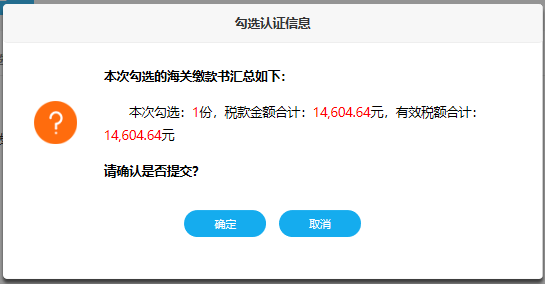 勾选认证信息
本次勾选的海关缴款书汇总如下：
本次勾选：1份，税款金额合计：14,604.64元，有效税额合计：
14,604.64元
请确认是否提交？
确定 取消